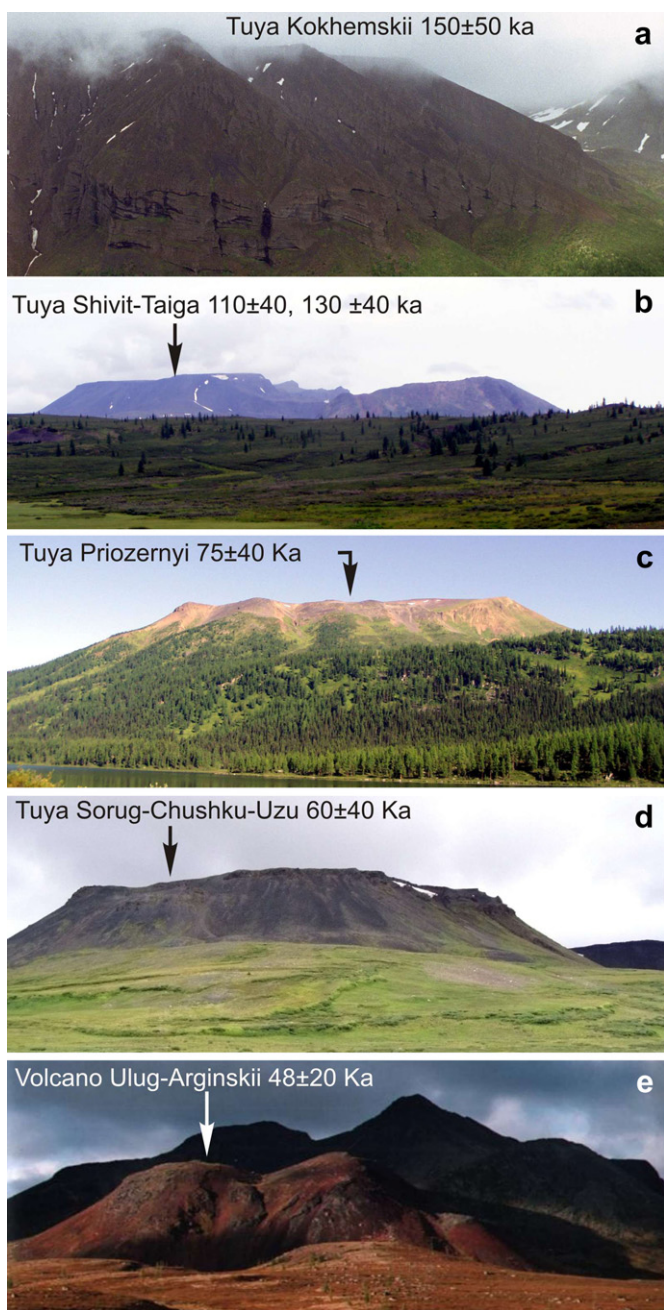 Tuya Kokhemskii 150±50 ka
a
Tuya Shivit-Taiga 110±40, 130 ±40 ka
b
Tuya Priozernyi 75±40 Ka
c
Tuya Sorug-Chushku-Uzu 60±40 Ka
d
Volcano Ulug-Arginskii 48±20 Ka
e